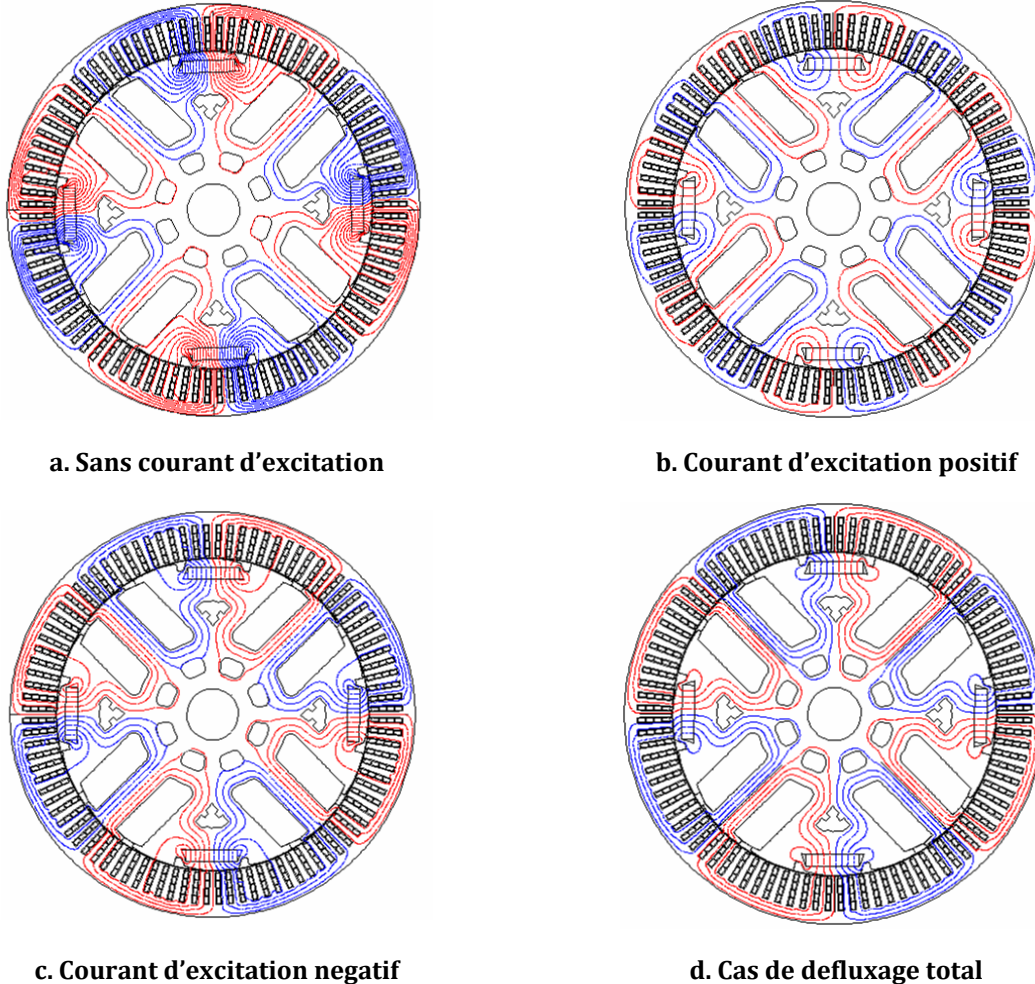 a. Sans courant d’excitation
b. Courant d’excitation positif
c. Courant d’excitation negatif
d. Cas de defluxage total